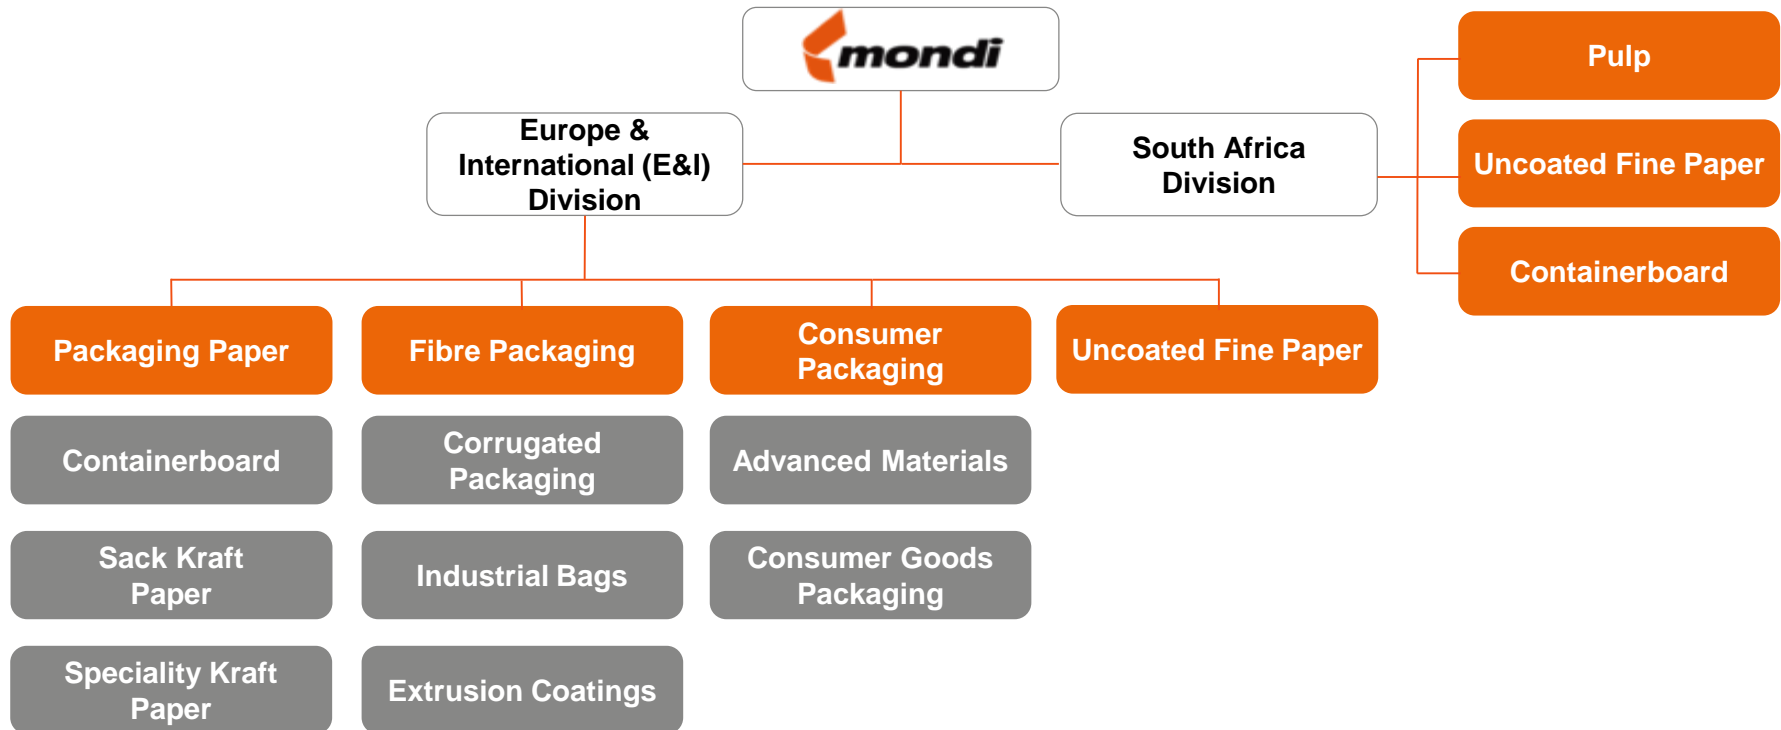 mondi
Europe &
International (E&I)
Division
South Africa
Division
Pulp
Uncoated Fine Paper
Containerboard
Packaging Paper
Fibre Packaging
Consumer
Packaging
Uncoated Fine Paper
Containerboard
Corrugated
Packaging
Advanced Materials
Sack Kraft
Paper
Industrial Bags
Consumer Goods
Packaging
Speciality Kraft
Paper
Extrusion Coatings